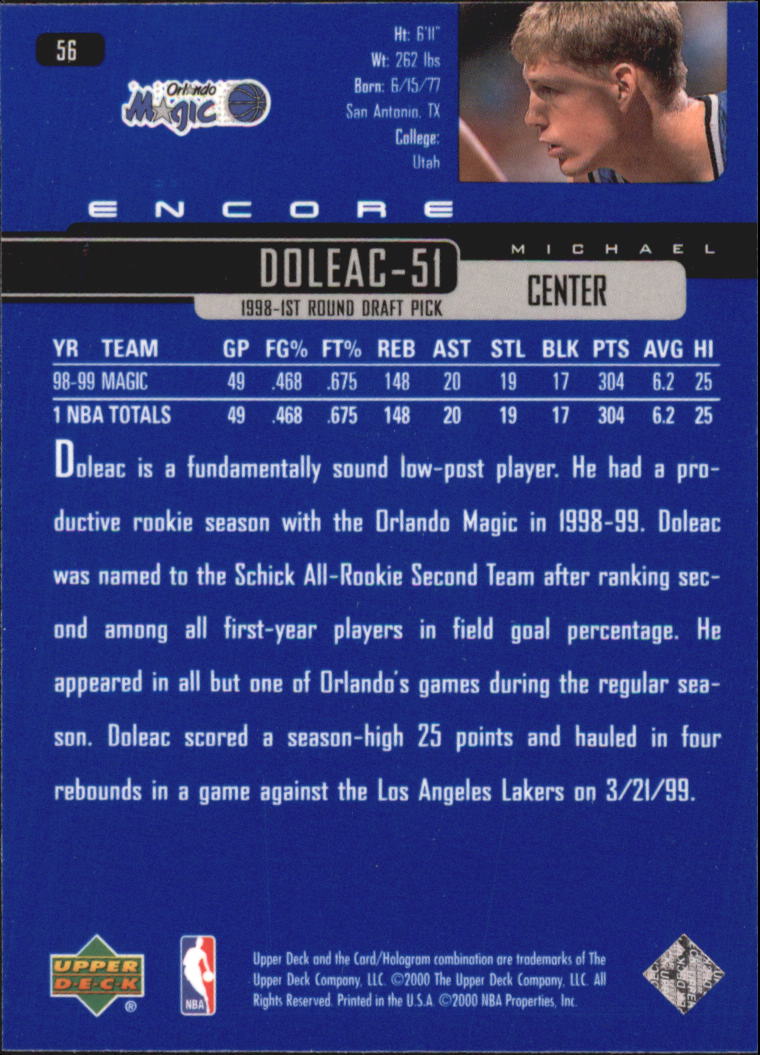 56
Orlando
Magic
Ht: 6'11"
Wt: 262 lbs
Born: 6/15/77
San Antonio, TX
College:
Utah
ENCORE
MICHAEL
DOLEAC-51
CENTER
1998-1ST ROUND DRAFT PICK
YR TEAM GP FG% FT% REB AST STL BLK PTS AVG HI
98-99 MAGIC 49 .468 .675 148 20 19 17 304 6.2 25
1 NBA TOTALS 49 .468 .675 148 20 19 17 304 6.2 25
Doleac is a fundamentally sound low-post player. He had a pro-
ductive rookie season with the Orlando Magic in 1998-99. Doleac
was named to the Schick All-Rookie Second Team after ranking sec-
ond among all first-year players in field goal percentage. He
appeared in all but one of Orlando's games during the regular sea-
son. Doleac scored a season-high 25 points and hauled in four
rebounds in a game against the Los Angeles Lakers on 3/21/99.
UPPER
D·E·C·K
®
NBA
Upper Deck and the Card/Hologram combination are trademarks of The
Upper Deck Company, LLC. ©2000 The Upper Deck Company, LLC. All
Rights Reserved. Printed in the U.S.A. ©2000 NBA Properties, Inc.